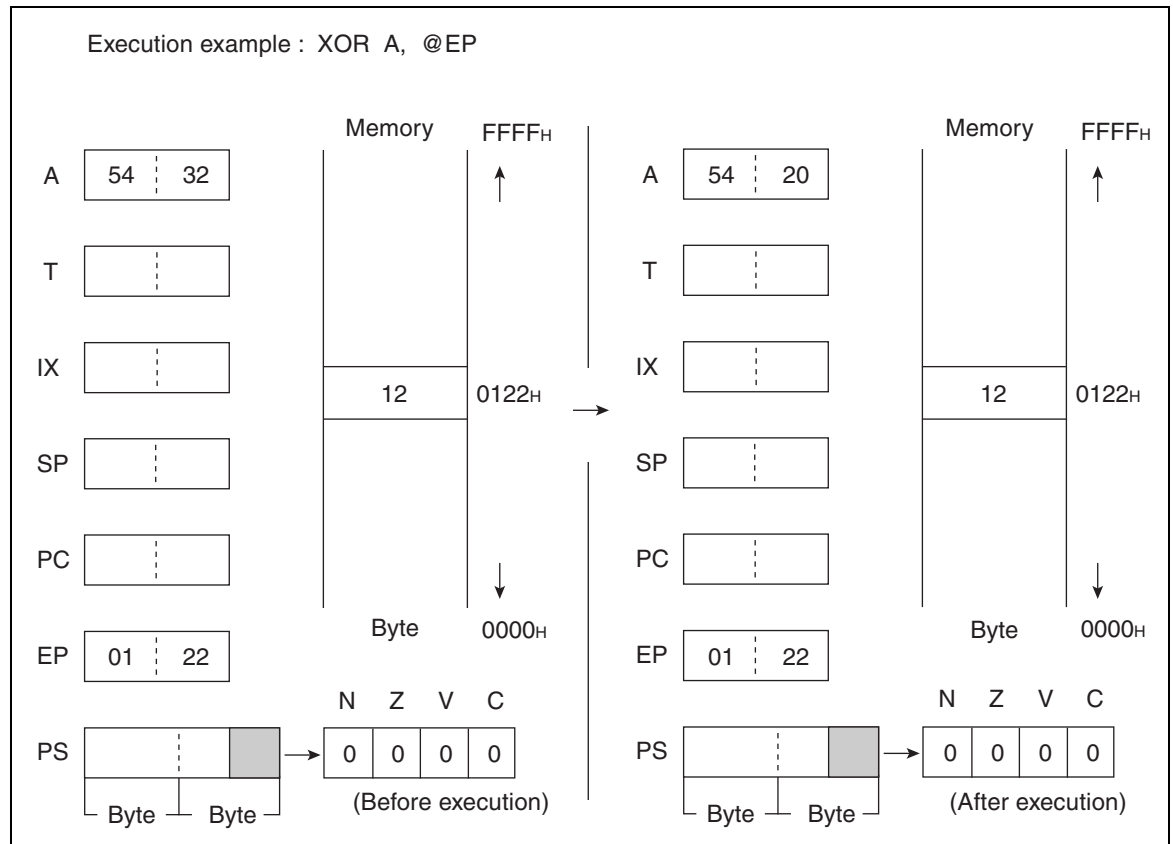 Execution example : XOR A, @EP
Memory FFFFH
A 54 32
T
IX
12 0122H
SP
PC
Byte 0000H
EP 01 22
N Z V C
PS 0 0 0 0
Byte Byte (Before execution)
Memory FFFFH
A 54 20
T
IX
12 0122H
SP
PC
Byte 0000H
EP 01 22
N Z V C
PS 0 0 0 0
Byte Byte (After execution)